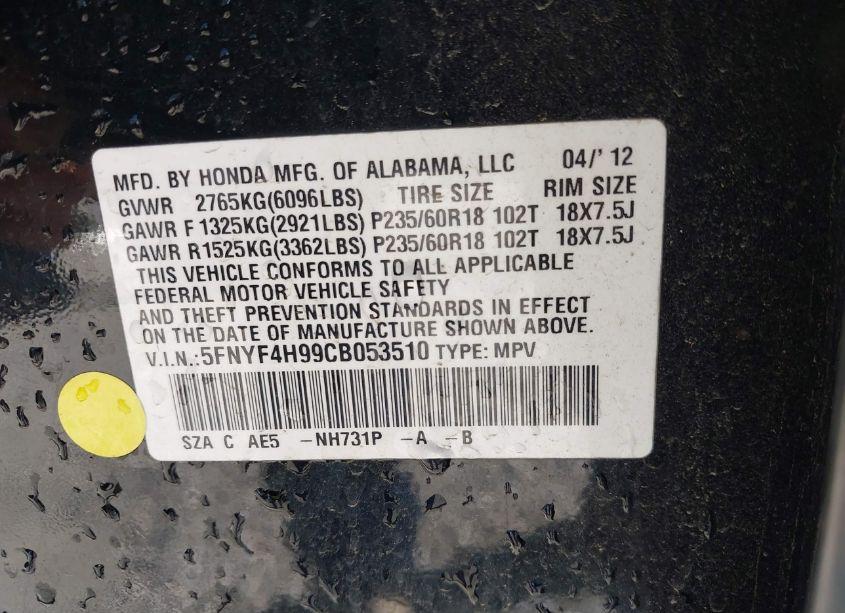 MFD. BY HONDA MFG. OF ALABAMA, LLC 04/'12
GVWR 2765KG(6096LBS) TIRE SIZE RIM SIZE
GAWR F 1325KG(2921LBS) P235/60R18 102T 18X7.5J
GAWR R1525KG(3362LBS) P235/60R18 102T 18X7.5J
THIS VEHICLE CONFORMS TO ALL APPLICABLE
FEDERAL MOTOR VEHICLE SAFETY
AND THEFT PREVENTION STANDARDS IN EFFECT
ON THE DATE OF MANUFACTURE SHOWN ABOVE.
V.I.N.:5FNYF4H99CB053510 TYPE: MPV
SZA C AE5 -NH731P -A -B